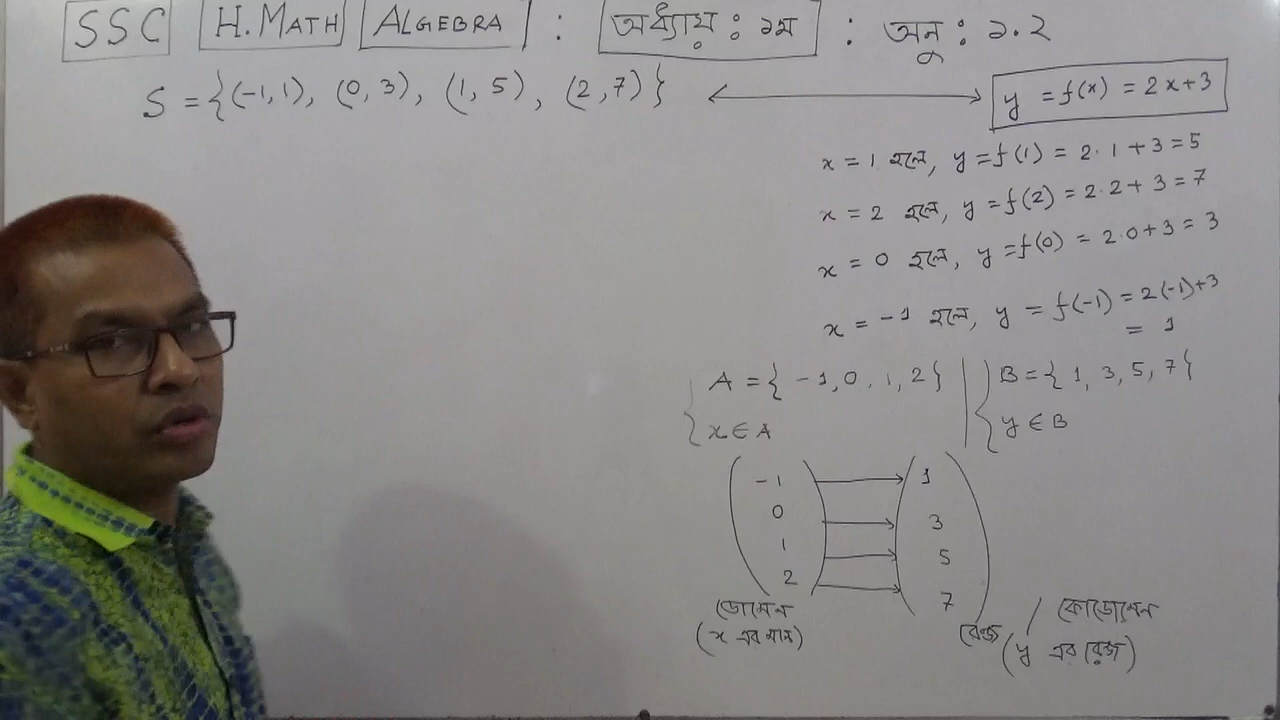 SSC H. MATH ALGEBRA : অধ্যায় : ১ম : অনু : ১.২
S = {(-1, 1), (0, 3), (1, 5), (2, 7)} ⟷ y = f(x) = 2x+3
x = 1 হলে, y = f(1) = 2·1 + 3 = 5
x = 2 হলে, y = f(2) = 2·2 + 3 = 7
x = 0 হলে, y = f(0) = 2·0 + 3 = 3
x = -1 হলে, y = f(-1) = 2(-1)+3
= 1
A = { -1, 0, 1, 2 } B = { 1, 3, 5, 7 }
x ∈ A y ∈ B
-1 → 1
0 → 3
1 → 5
2 → 7
ডোমেন রেঞ্জ / কোডোমেন
(x এর মান) (y এর রেঞ্জ)